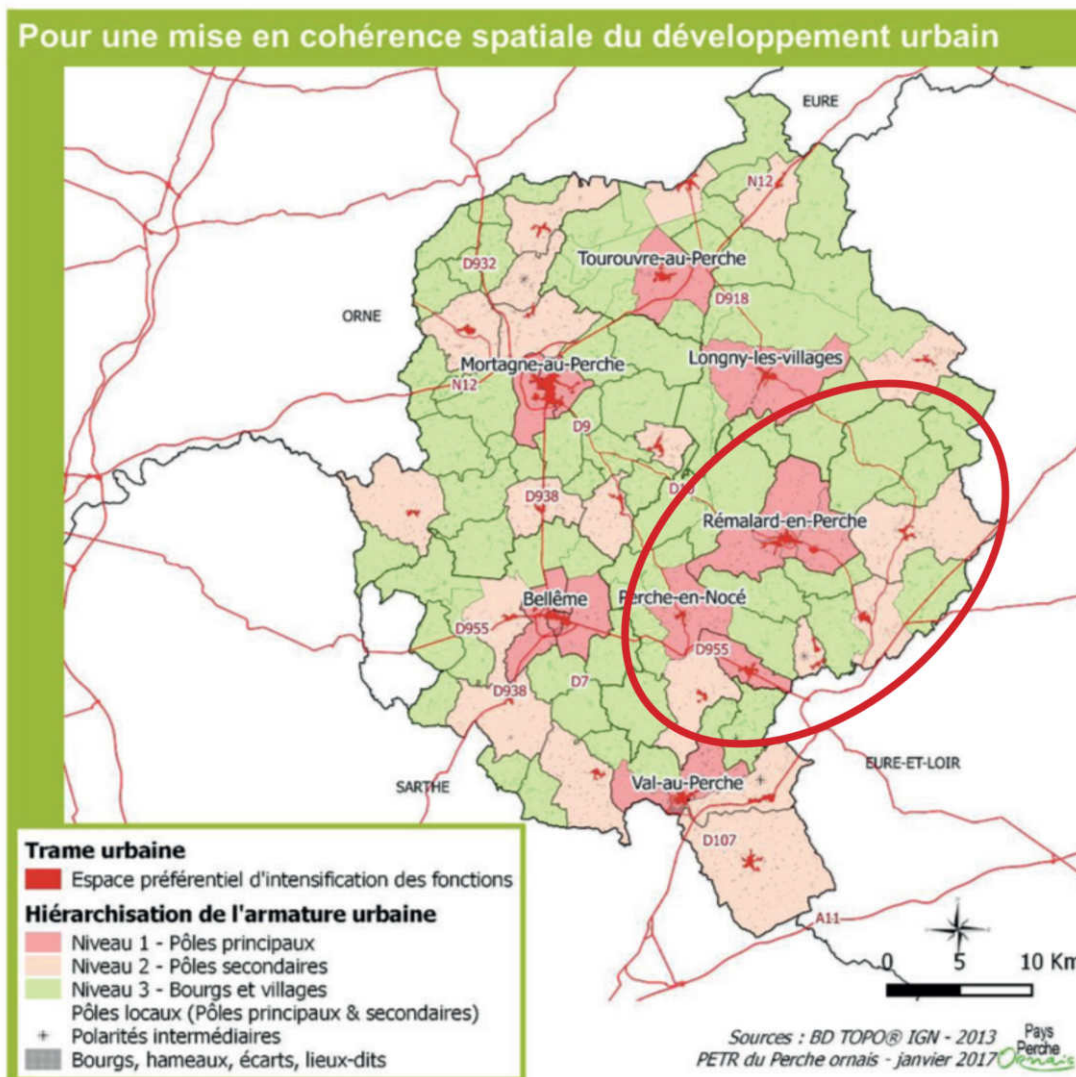 Pour une mise en cohérence spatiale du développement urbain
EURE
N12
Tourouvre-au-Perche
D932
D918
ORNE
Mortagne-au-Perche
Longny-les-villages
N12
D9
D938
Rémalard-en-Perche
Bellême
Perche-en-Nocé
D955
D955
D7
D938
EURE-ET-LOIR
SARTHE
Val-au-Perche
D107
A11
Trame urbaine
Espace préférentiel d'intensification des fonctions
Hiérarchisation de l'armature urbaine
Niveau 1 - Pôles principaux
Niveau 2 - Pôles secondaires
Niveau 3 - Bourgs et villages
Pôles locaux (Pôles principaux & secondaires)
Polarités intermédiaires
Bourgs, hameaux, écarts, lieux-dits
0 5 10 Km
Sources : BD TOPO® IGN - 2013
PETR du Perche ornais - janvier 2017
Pays
Perche
Ornais